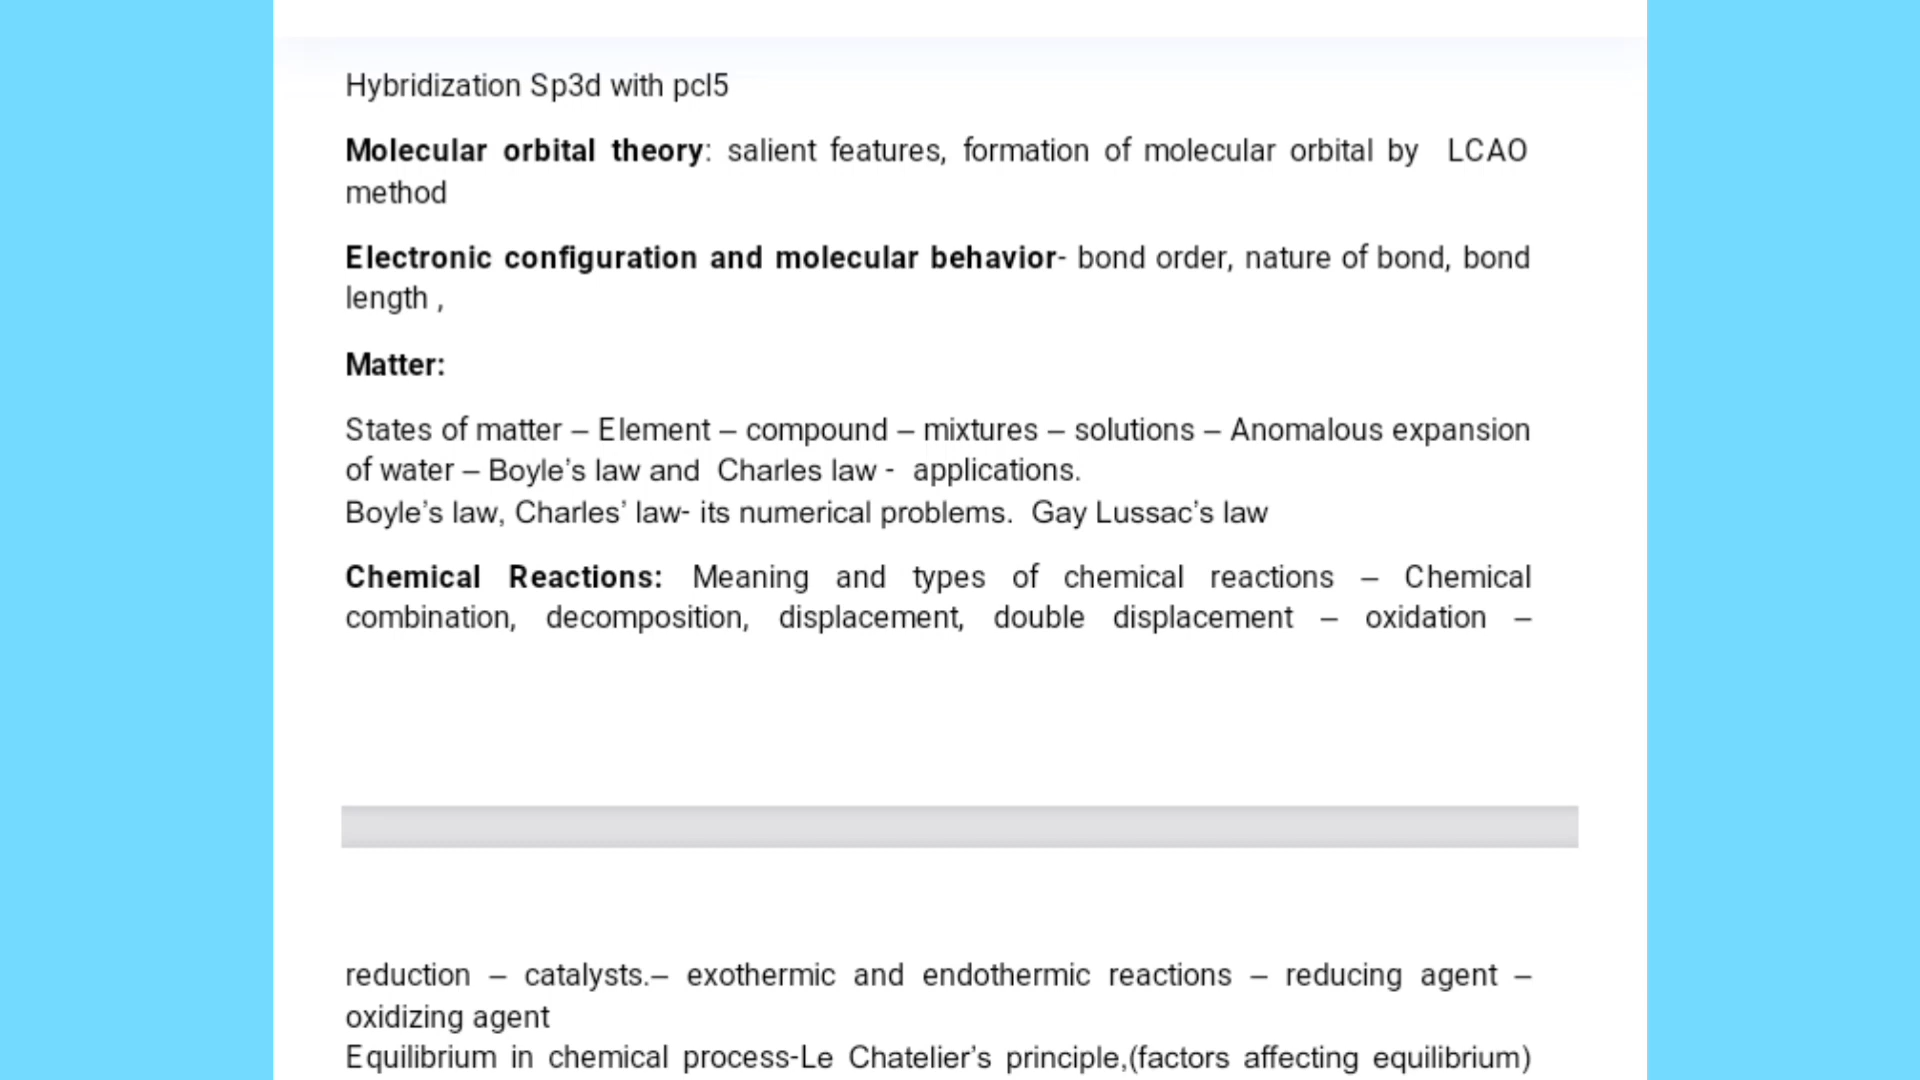 Hybridization Sp3d with pcl5
Molecular orbital theory: salient features, formation of molecular orbital by LCAO
method
Electronic configuration and molecular behavior- bond order, nature of bond, bond
length ,
Matter:
States of matter – Element – compound – mixtures – solutions – Anomalous expansion
of water – Boyle’s law and Charles law - applications.
Boyle’s law, Charles’ law- its numerical problems. Gay Lussac’s law
Chemical Reactions: Meaning and types of chemical reactions – Chemical
combination, decomposition, displacement, double displacement – oxidation –
reduction – catalysts.– exothermic and endothermic reactions – reducing agent –
oxidizing agent
Equilibrium in chemical process-Le Chatelier’s principle,(factors affecting equilibrium)